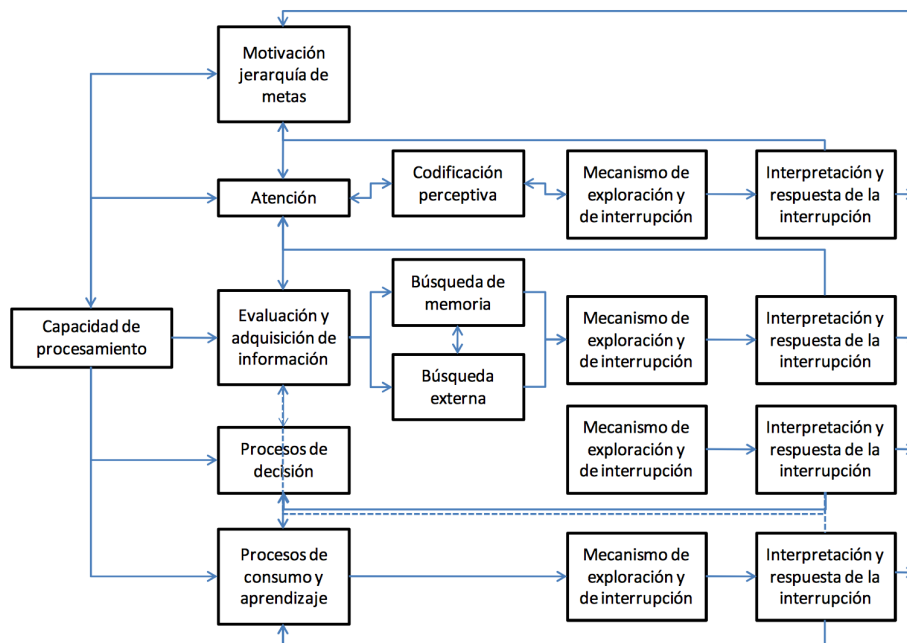 Motivación
jerarquía de
metas
Atención
Codificación
perceptiva
Mecanismo de
exploración y
de interrupción
Interpretación y
respuesta de la
interrupción
Capacidad de
procesamiento
Evaluación y
adquisición de
información
Búsqueda de
memoria
Búsqueda
externa
Mecanismo de
exploración y
de interrupción
Interpretación y
respuesta de la
interrupción
Procesos de
decisión
Mecanismo de
exploración y
de interrupción
Interpretación y
respuesta de la
interrupción
Procesos de
consumo y
aprendizaje
Mecanismo de
exploración y
de interrupción
Interpretación y
respuesta de la
interrupción